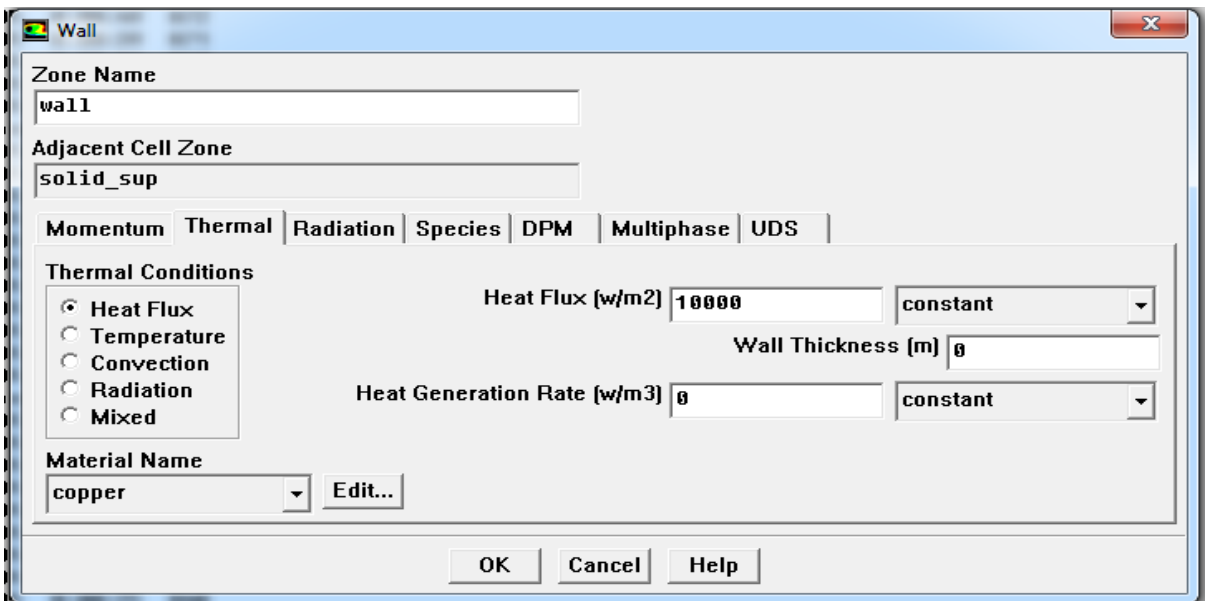 Wall
Zone Name
wall
Adjacent Cell Zone
solid_sup
Momentum Thermal Radiation Species DPM Multiphase UDS
Thermal Conditions
Heat Flux
Temperature
Convection
Radiation
Mixed
Heat Flux (w/m2) 10000 constant
Wall Thickness (m) 0
Heat Generation Rate (w/m3) 0 constant
Material Name
copper Edit...
OK Cancel Help